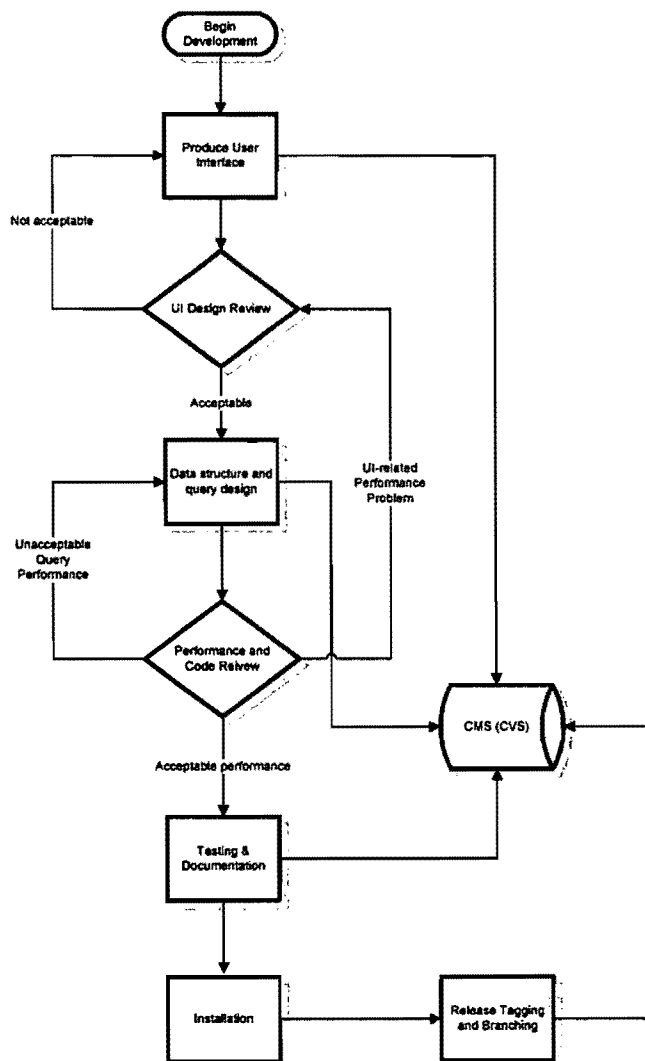 Begin
Development
Produce User
Interface
Not acceptable
UI Design Review
Acceptable
Data structure and
query design
UI-related
Performance
Problem
Unacceptable
Query
Performance
Performance and
Code Reivew
CMS (CVS)
Acceptable performance
Testing &
Documentation
Installation
Release Tagging
and Branching